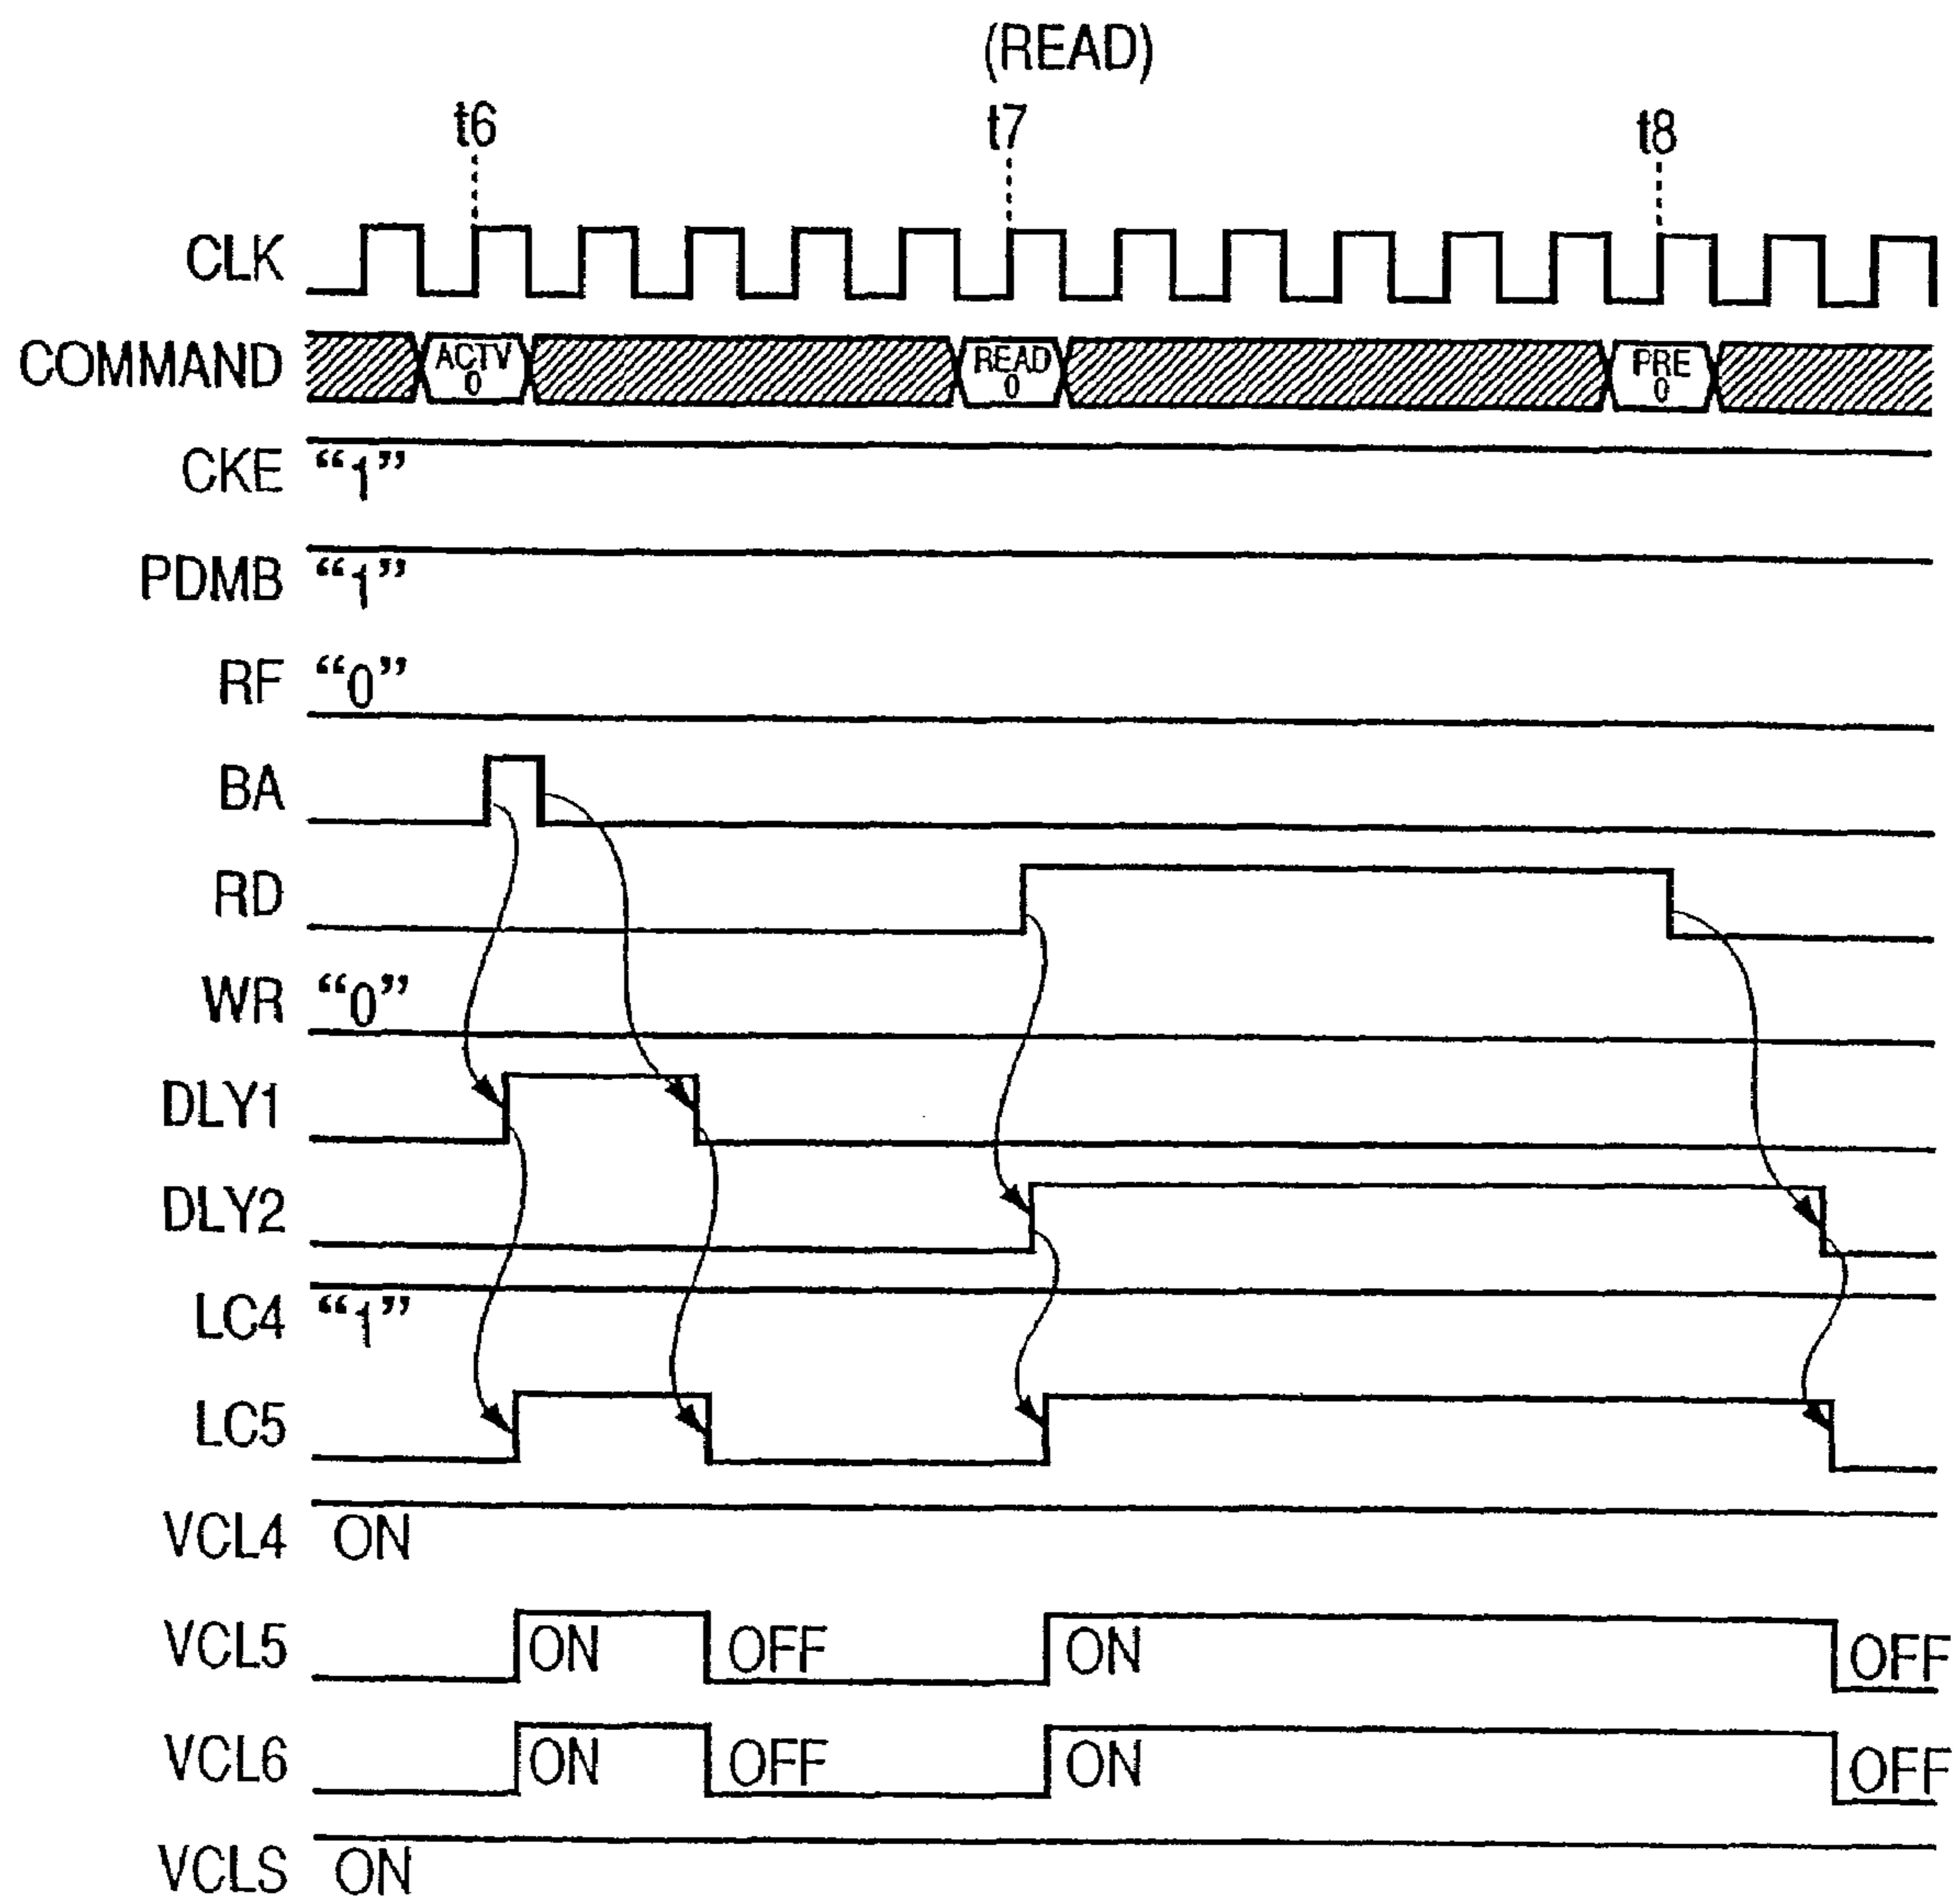 (READ)
t6 t7 t8
CLK
COMMAND ACTV 0 READ 0 PRE 0
CKE “1”
PDMB “1”
RF “0”
BA
RD
WR “0”
DLY1
DLY2
LC4 “1”
LC5
VCL4 ON
VCL5 ON OFF ON OFF
VCL6 ON OFF ON OFF
VCLS ON